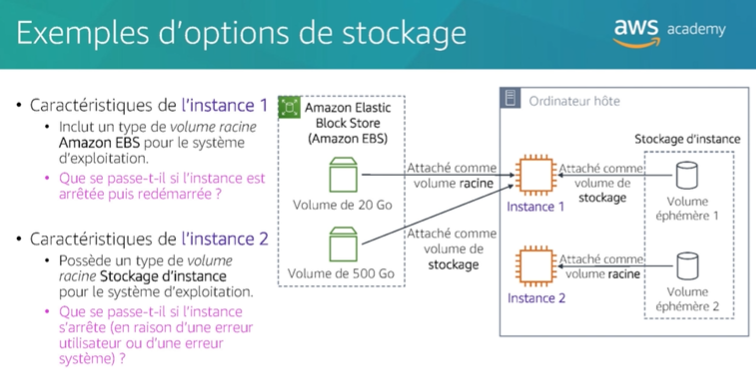 Exemples d'options de stockage
aws academy
• Caractéristiques de l'instance 1
• Inclut un type de volume racine
Amazon EBS pour le système
d'exploitation.
• Que se passe-t-il si l'instance est
arrêtée puis redémarrée ?
• Caractéristiques de l'instance 2
• Possède un type de volume
racine Stockage d'instance
pour le système d'exploitation.
• Que se passe-t-il si l'instance
s'arrête (en raison d'une erreur
utilisateur ou d'une erreur
système) ?
Amazon Elastic
Block Store
(Amazon EBS)
Volume de 20 Go
Volume de 500 Go
Attaché comme
volume racine
Attaché comme
volume de
stockage
Ordinateur hôte
Stockage d'instance
Instance 1
Attaché comme
volume de
stockage
Volume
éphémère 1
Instance 2
Attaché comme
volume racine
Volume
éphémère 2